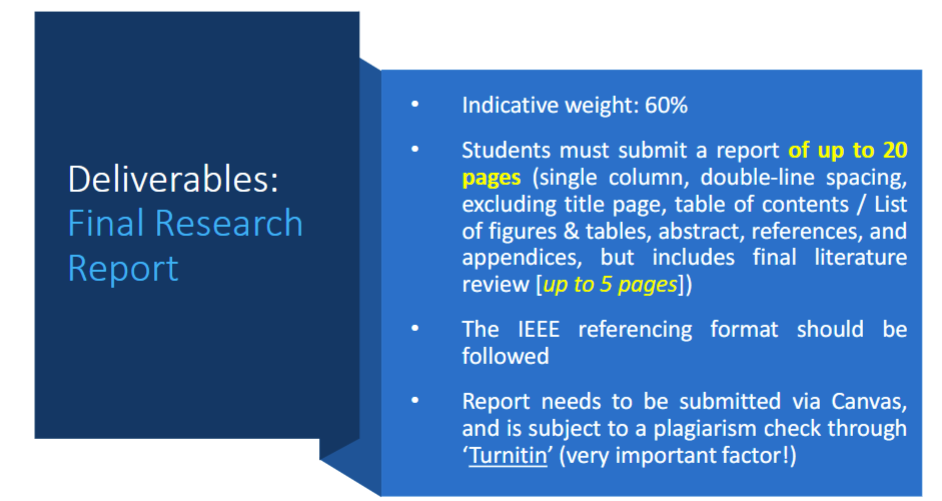 Deliverables:
Final Research
Report
• Indicative weight: 60%
• Students must submit a report of up to 20
pages (single column, double-line spacing,
excluding title page, table of contents / List
of figures & tables, abstract, references, and
appendices, but includes final literature
review [up to 5 pages])
• The IEEE referencing format should be
followed
• Report needs to be submitted via Canvas,
and is subject to a plagiarism check through
‘Turnitin’ (very important factor!)